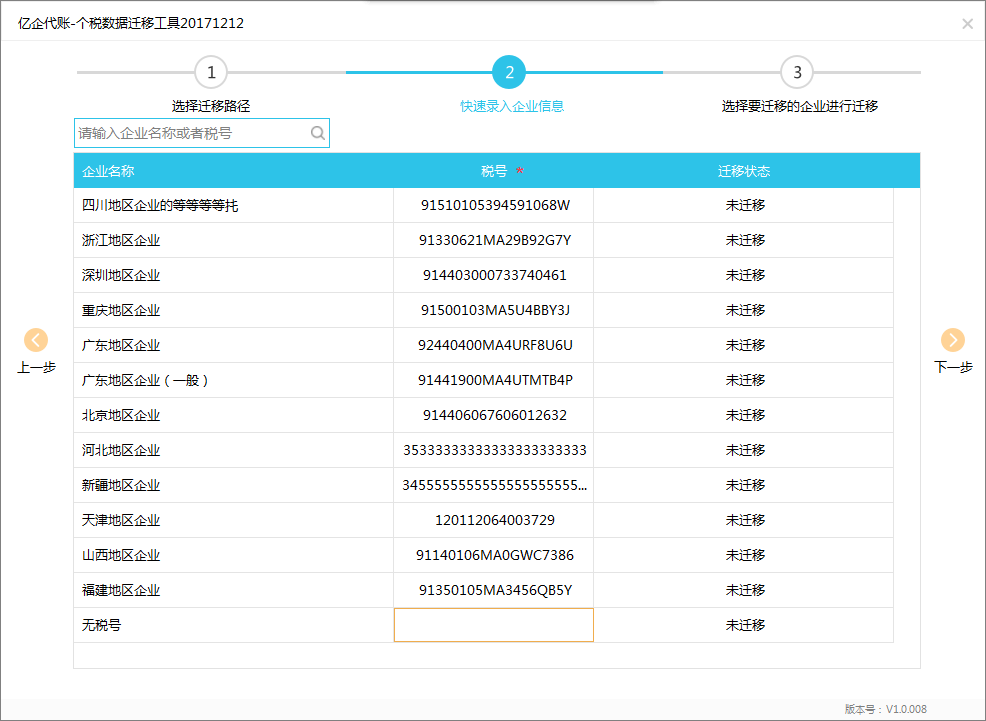 亿企代账-个税数据迁移工具20171212
1 2 3
选择迁移路径 快速录入企业信息 选择要迁移的企业进行迁移
请输入企业名称或者税号
企业名称 税号 * 迁移状态
四川地区企业的等等等等托 91510105394591068W 未迁移
浙江地区企业 91330621MA29B92G7Y 未迁移
深圳地区企业 914403000733740461 未迁移
重庆地区企业 91500103MA5U4BBY3J 未迁移
广东地区企业 92440400MA4URF8U6U 未迁移
广东地区企业（一般） 91441900MA4UTMTB4P 未迁移
北京地区企业 914406067606012632 未迁移
河北地区企业 35333333333333333333333 未迁移
新疆地区企业 3455555555555555555555... 未迁移
天津地区企业 120112064003729 未迁移
山西地区企业 91140106MA0GWC7386 未迁移
福建地区企业 91350105MA3456QB5Y 未迁移
无税号 未迁移
上一步
下一步
版本号：V1.0.008